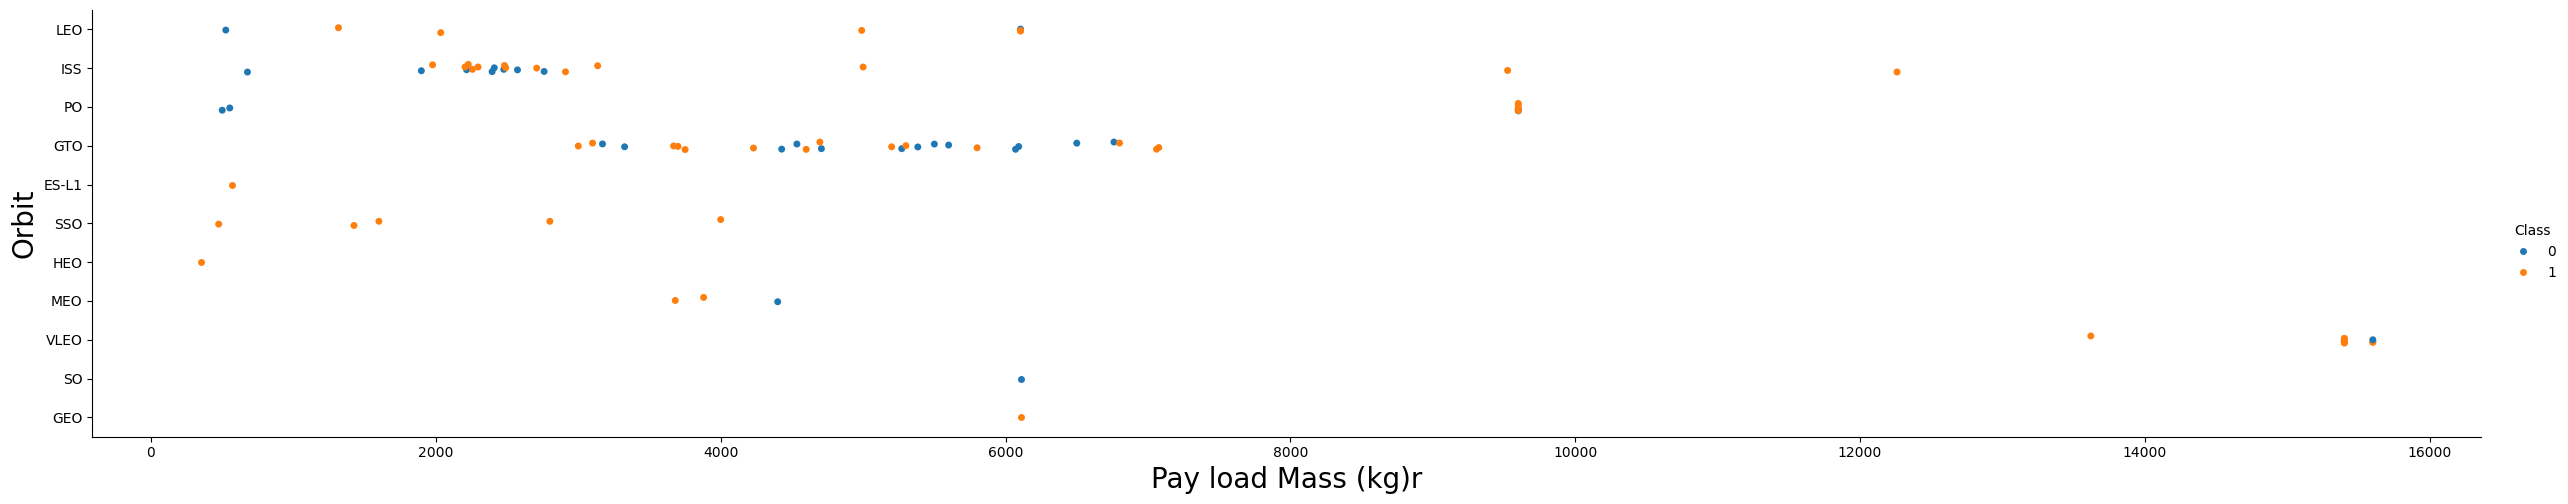 LEO
ISS
PO
GTO
ES-L1
SSO
HEO
MEO
VLEO
SO
GEO
Orbit
0 2000 4000 6000 8000 10000 12000 14000 16000
Pay load Mass (kg)r
Class
0
1